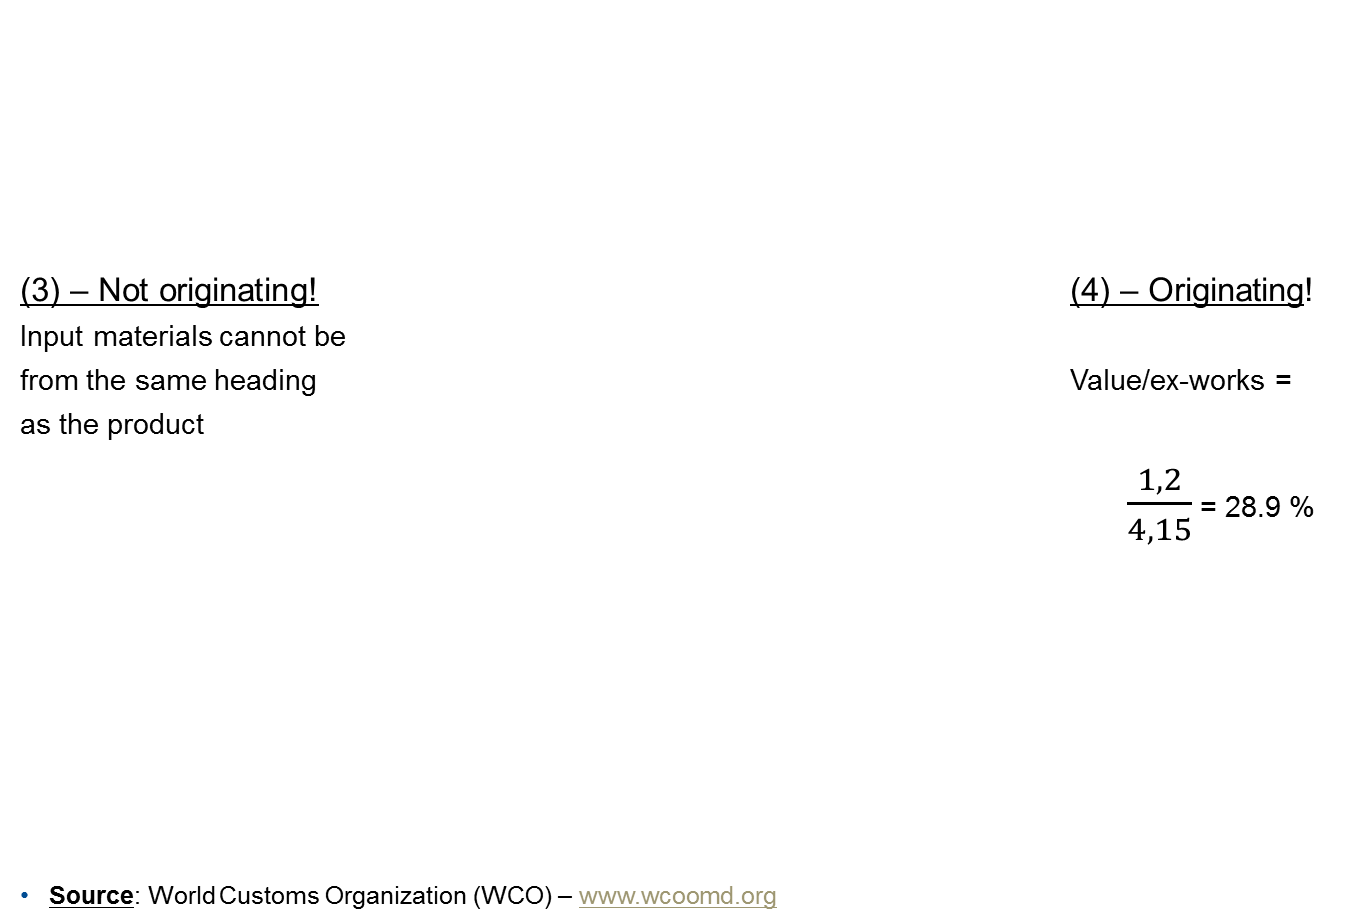 (3) – Not originating!
Input materials cannot be
from the same heading
as the product
(4) – Originating!
Value/ex-works =
1,2
4,15
= 28.9 %
• Source: World Customs Organization (WCO) – www.wcoomd.org